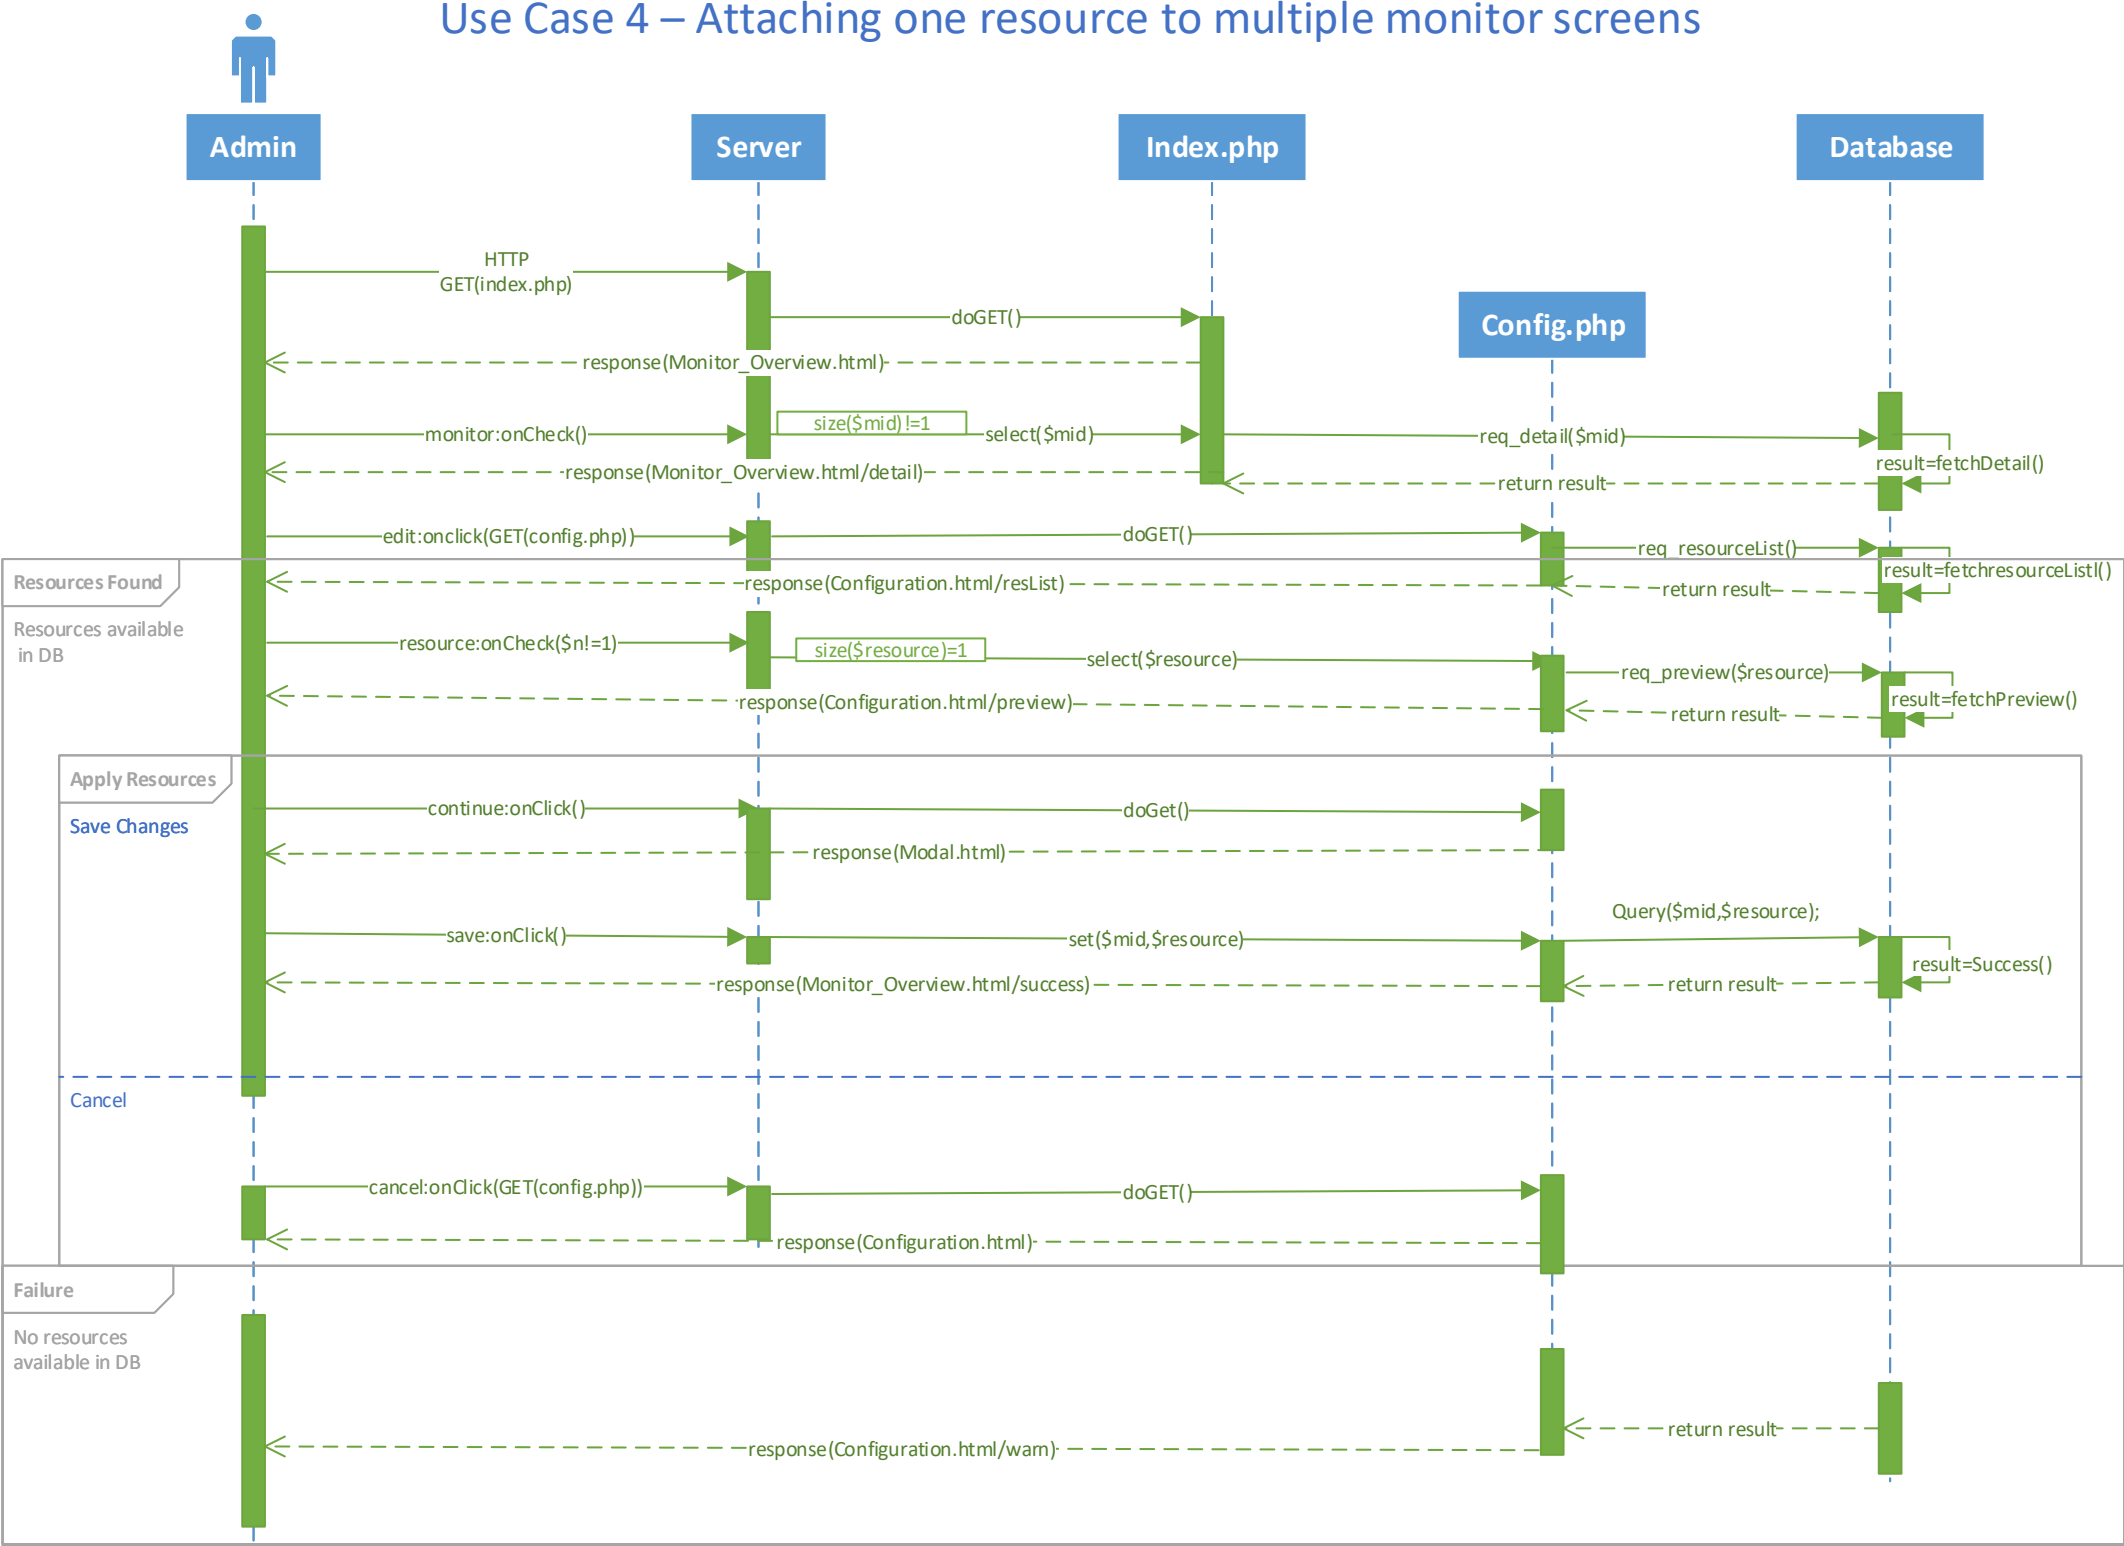 Use Case 4 – Attaching one resource to multiple monitor screens
Admin
Server
Index.php
Database
HTTP
GET(index.php)
doGET()
Config.php
response(Monitor_Overview.html)
monitor:onCheck()
size($mid)!=1
select($mid)
req_detail($mid)
result=fetchDetail()
response(Monitor_Overview.html/detail)
return result
edit:onclick(GET(config.php))
doGET()
req_resourceList()
Resources Found
response(Configuration.html/resList)
return result
result=fetchresourceListl()
Resources available
in DB
resource:onCheck($n!=1)
size($resource)=1
select($resource)
req_preview($resource)
result=fetchPreview()
response(Configuration.html/preview)
return result
Apply Resources
continue:onClick()
doGet()
Save Changes
response(Modal.html)
Query($mid,$resource);
save:onClick()
set($mid,$resource)
result=Success()
response(Monitor_Overview.html/success)
return result
Cancel
cancel:onClick(GET(config.php))
doGET()
response(Configuration.html)
Failure
No resources
available in DB
return result
response(Configuration.html/warn)